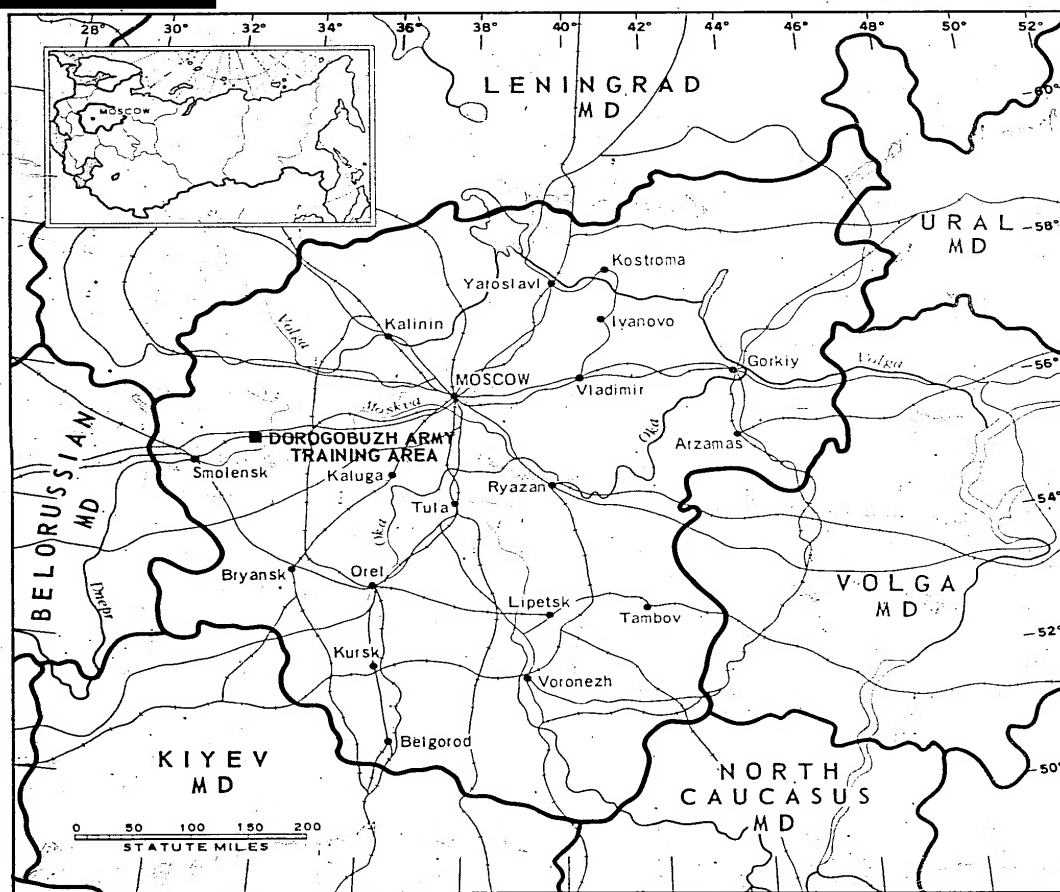 28° 30° 32° 34° 36° 38° 40° 42° 44° 46° 48° 50° 52°
MOSCOW
LENINGRAD
MD
60°
URAL
MD
58°
Kostroma
Yaroslavl
Ivanovo
Kalinin
Volga
Gorkiy
Volga
56°
MOSCOW
Vladimir
Moskva
Oka
Arzamas
DOROGOBUZH ARMY
TRAINING AREA
Smolensk
Kaluga
Ryazan
54°
BELORUSSIAN
MD
Tula
Oka
Bryansk
Orel
Dnepr
VOLGA
MD
Lipetsk
Tambov
52°
Kursk
Voronezh
Belgorod
KIYEV
MD
NORTH
CAUCASUS
MD
50°
0 50 100 150 200
STATUTE MILES